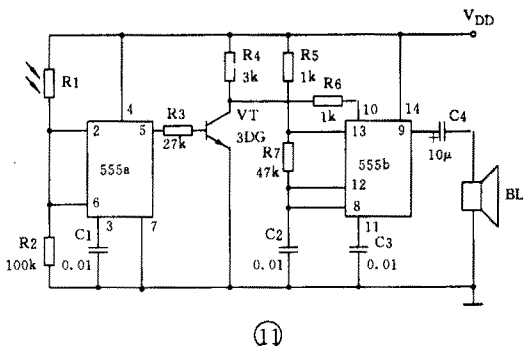 V_DD
R1
R4
3k
R5
1k
R6
1k
4
2
5
R3
27k
VT
3DG
10
14
13
9
C4
10μ
555a
R7
47k
12
555b
BL
6
8
3
7
11
R2
100k
C1
0.01
C2
0.01
C3
0.01
+
⑪